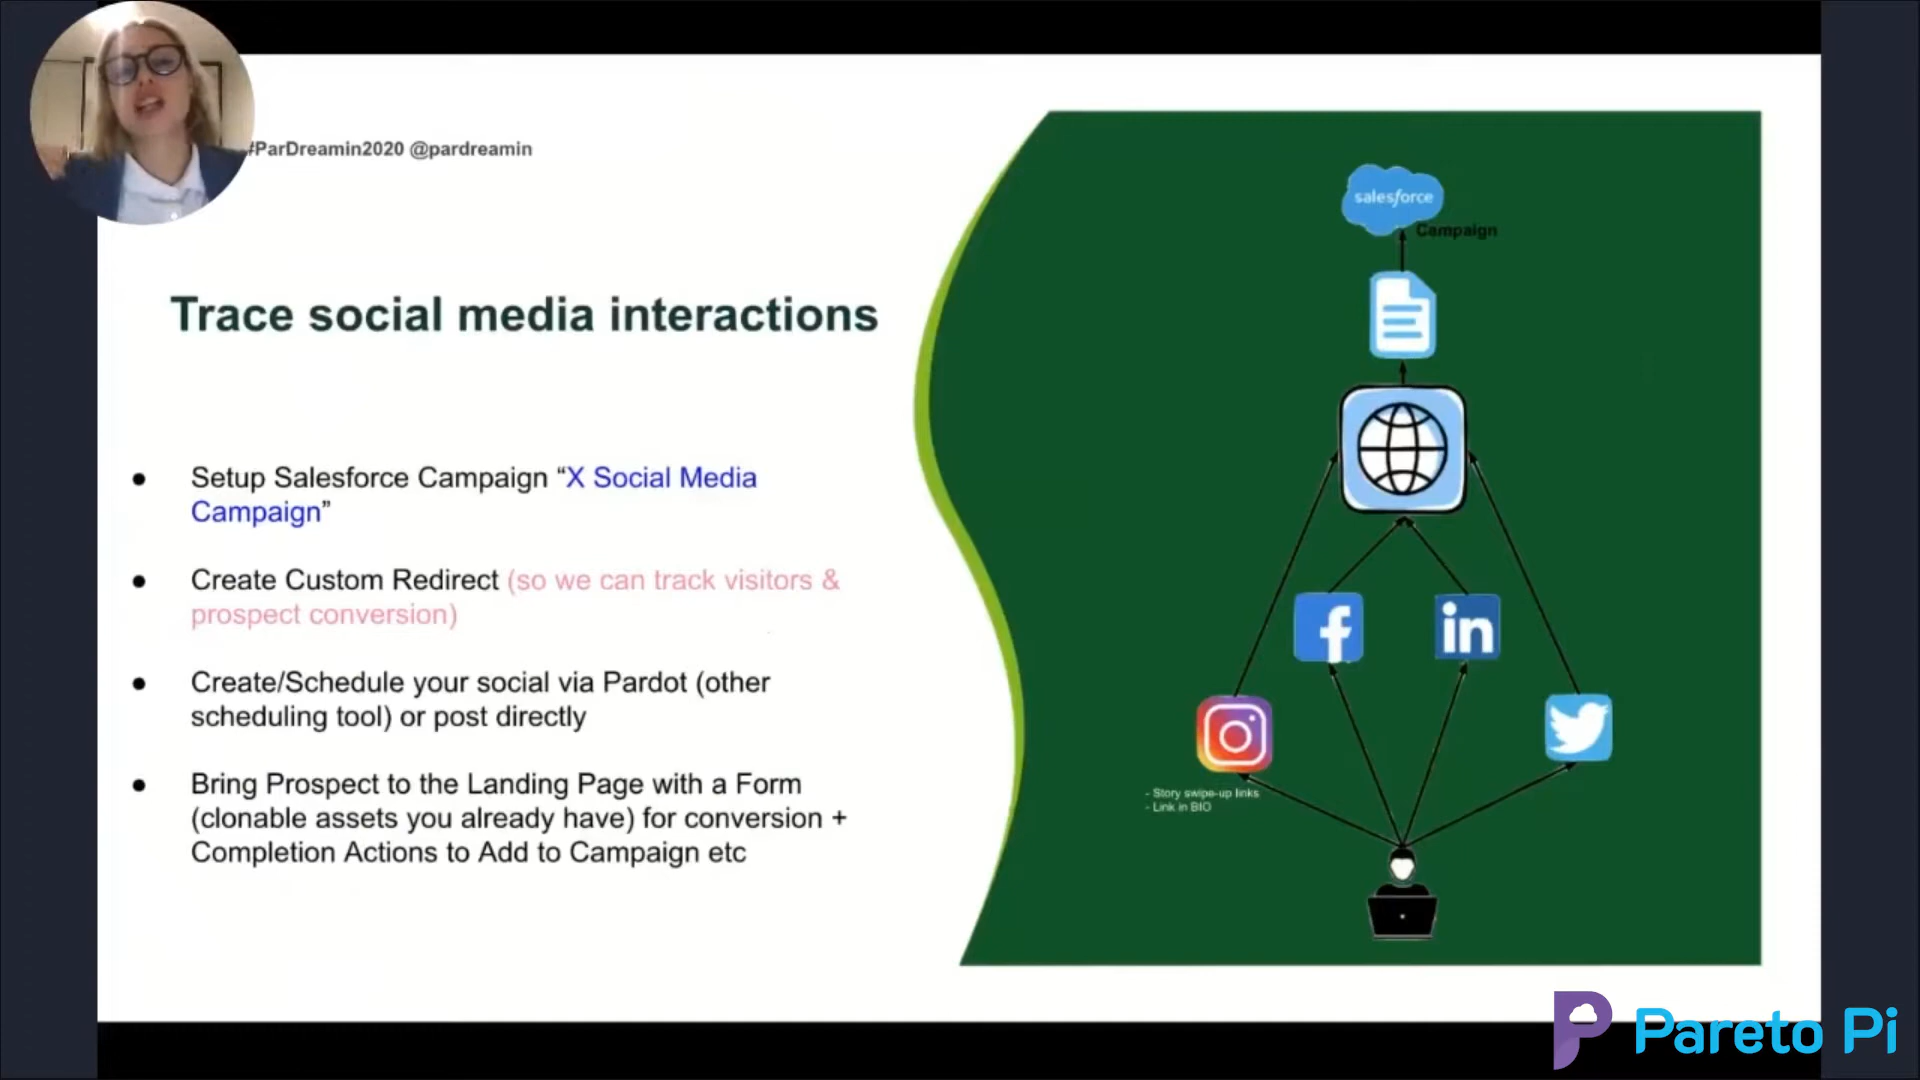 #ParDreamin2020 @pardreamin
Trace social media interactions
● Setup Salesforce Campaign “X Social Media
Campaign”
● Create Custom Redirect (so we can track visitors &
prospect conversion)
● Create/Schedule your social via Pardot (other
scheduling tool) or post directly
● Bring Prospect to the Landing Page with a Form
(clonable assets you already have) for conversion +
Completion Actions to Add to Campaign etc
salesforce
Campaign
f
in
- Story swipe-up links
- Link in BIO
Pareto Pi